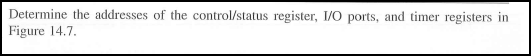 Determine the addresses of the control/status register, I/O ports, and timer registers in
Figure 14.7.